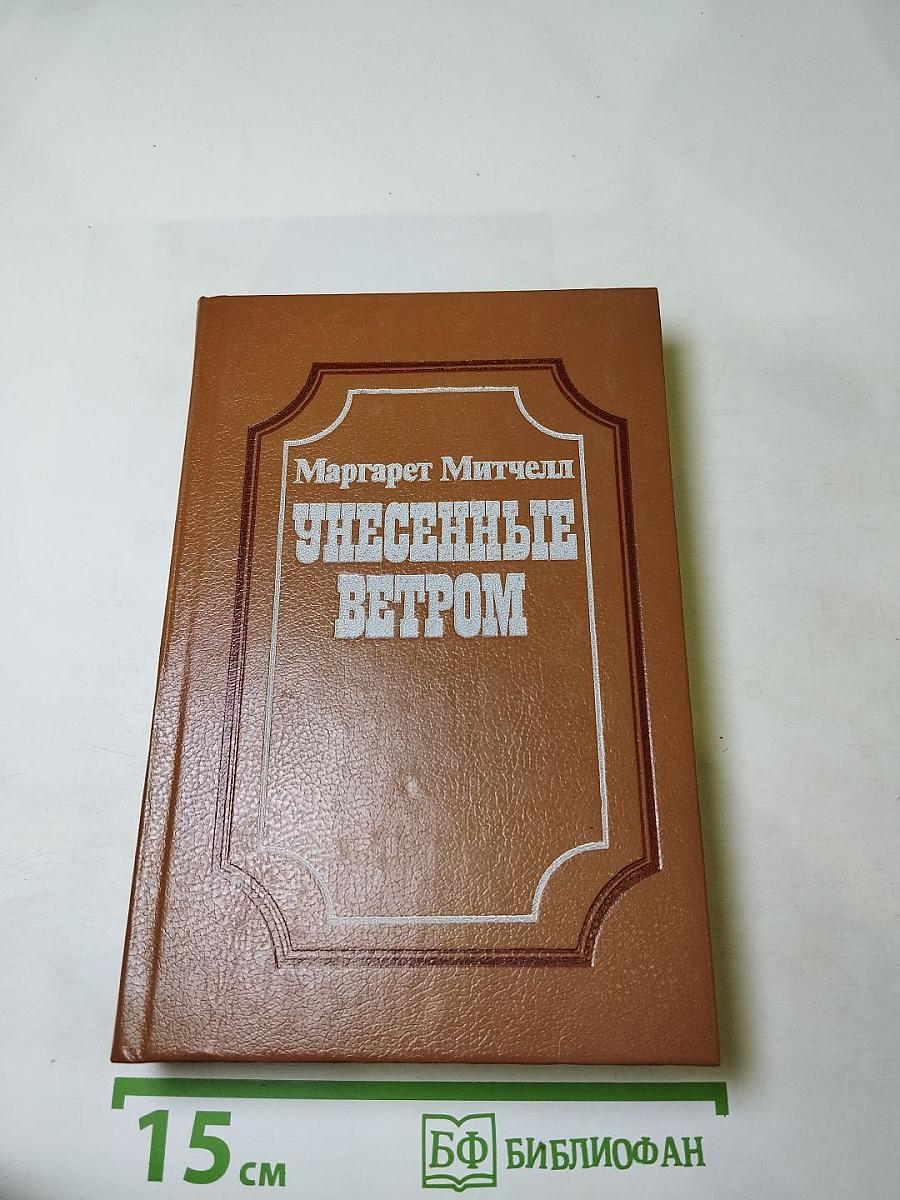 Маргарет Митчелл
УНЕСЕННЫЕ
ВЕТРОМ
15 см
БФ БИБЛИОФАН